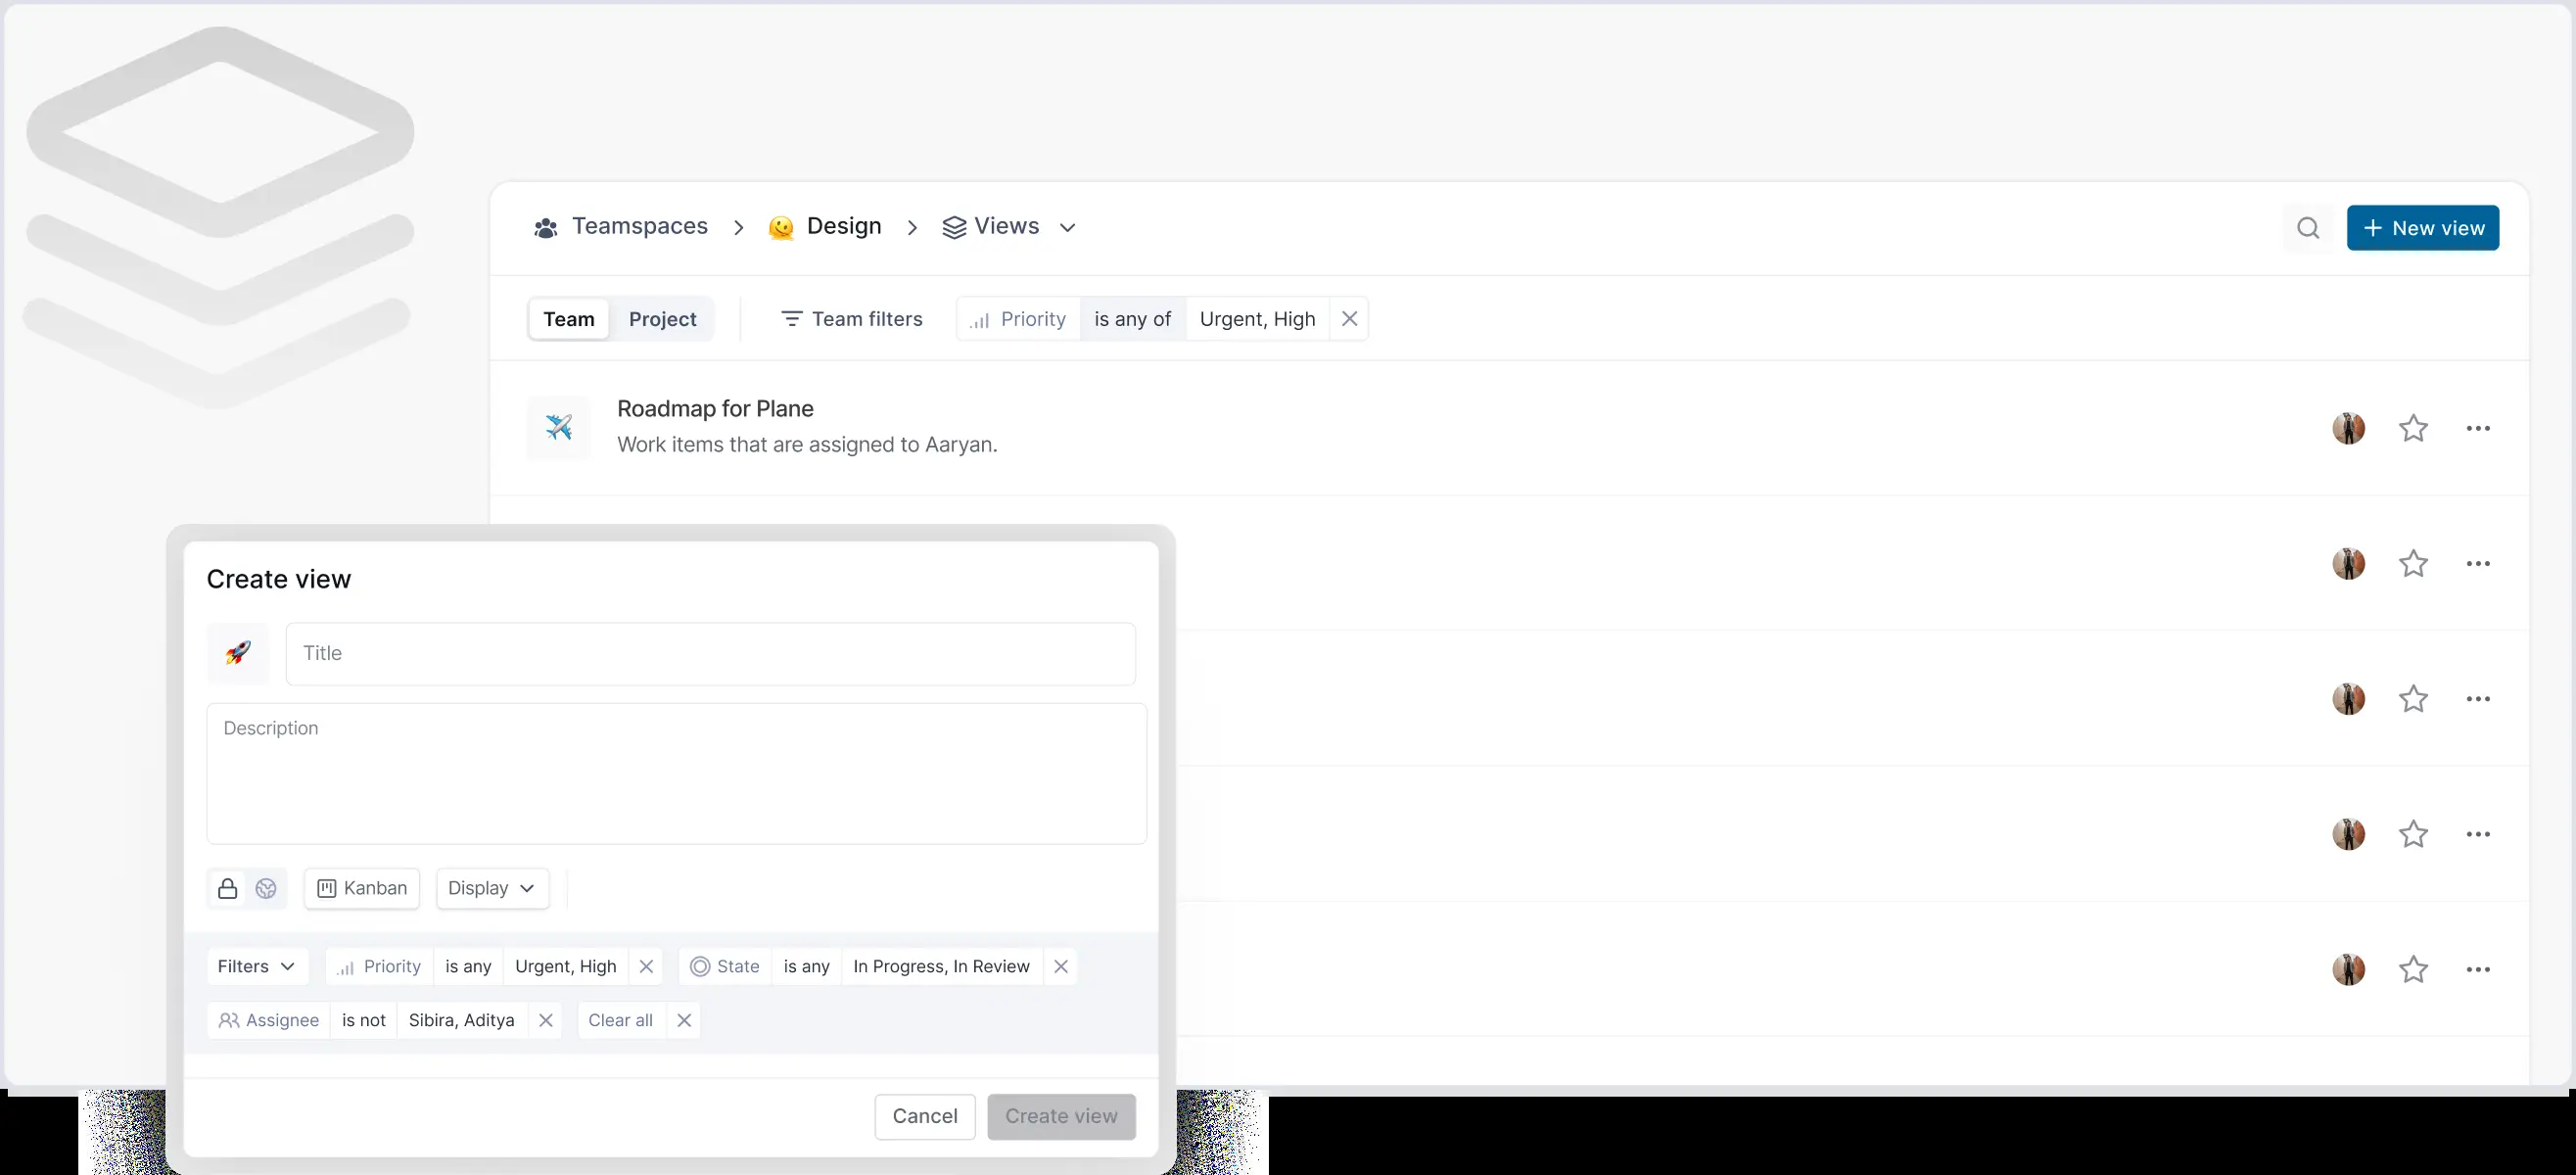 Teamspaces Design Views
New view
Team Project Team filters Priority is any of Urgent, High
Roadmap for Plane
Work items that are assigned to Aaryan.
Create view
Title
Description
Kanban Display
Filters Priority is any Urgent, High State is any In Progress, In Review
Assignee is not Sibira, Aditya Clear all
Cancel Create view